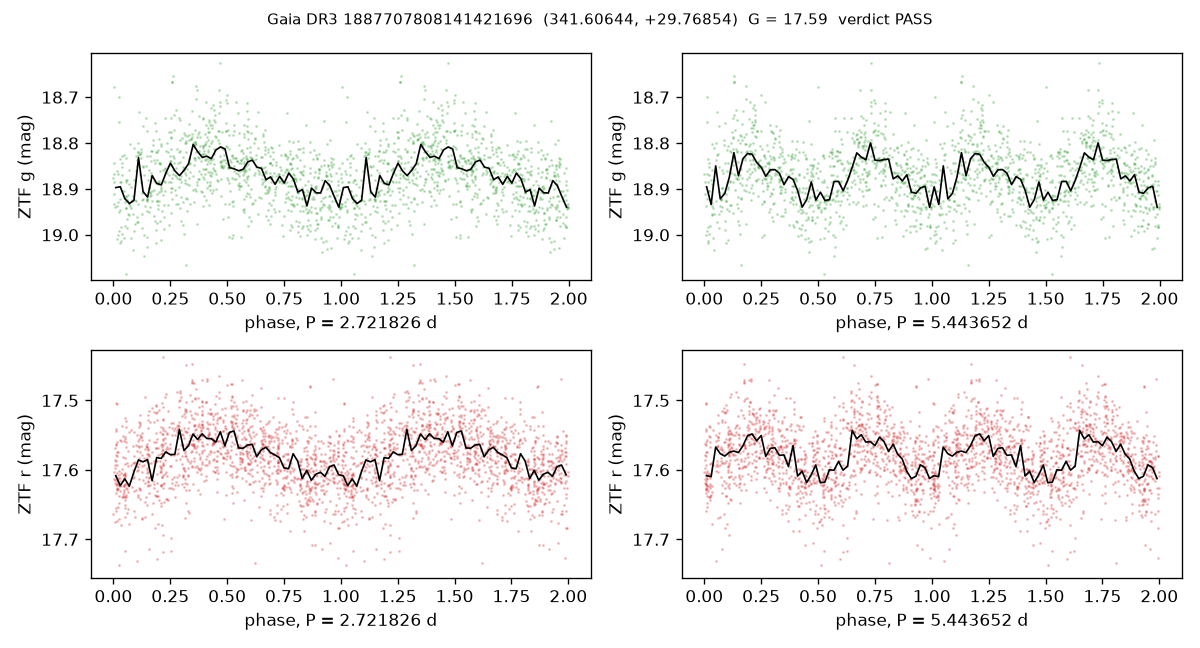 Gaia DR3 1887707808141421696 (341.60644, +29.76854) G = 17.59 verdict PASS
ZTF g (mag)
18.7
18.8
18.9
19.0
0.00 0.25 0.50 0.75 1.00 1.25 1.50 1.75 2.00
phase, P = 2.721826 d
ZTF g (mag)
18.7
18.8
18.9
19.0
0.00 0.25 0.50 0.75 1.00 1.25 1.50 1.75 2.00
phase, P = 5.443652 d
ZTF r (mag)
17.5
17.6
17.7
0.00 0.25 0.50 0.75 1.00 1.25 1.50 1.75 2.00
phase, P = 2.721826 d
ZTF r (mag)
17.5
17.6
17.7
0.00 0.25 0.50 0.75 1.00 1.25 1.50 1.75 2.00
phase, P = 5.443652 d